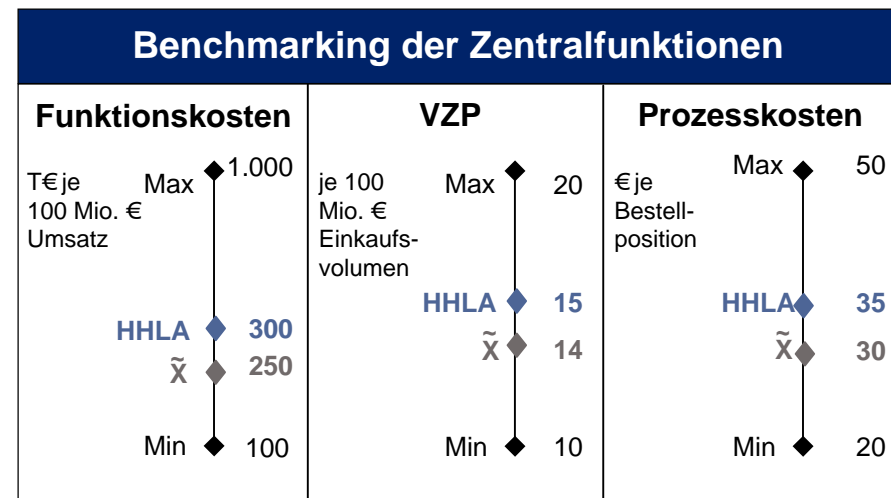 Benchmarking der Zentralfunktionen
Funktionskosten
T€ je
100 Mio. €
Umsatz
Max 1.000
HHLA 300
X̃ 250
Min 100
VZP
je 100
Mio. €
Einkaufs-
volumen
Max 20
HHLA 15
X̃ 14
Min 10
Prozesskosten
€ je
Bestell-
position
Max 50
HHLA 35
X̃ 30
Min 20